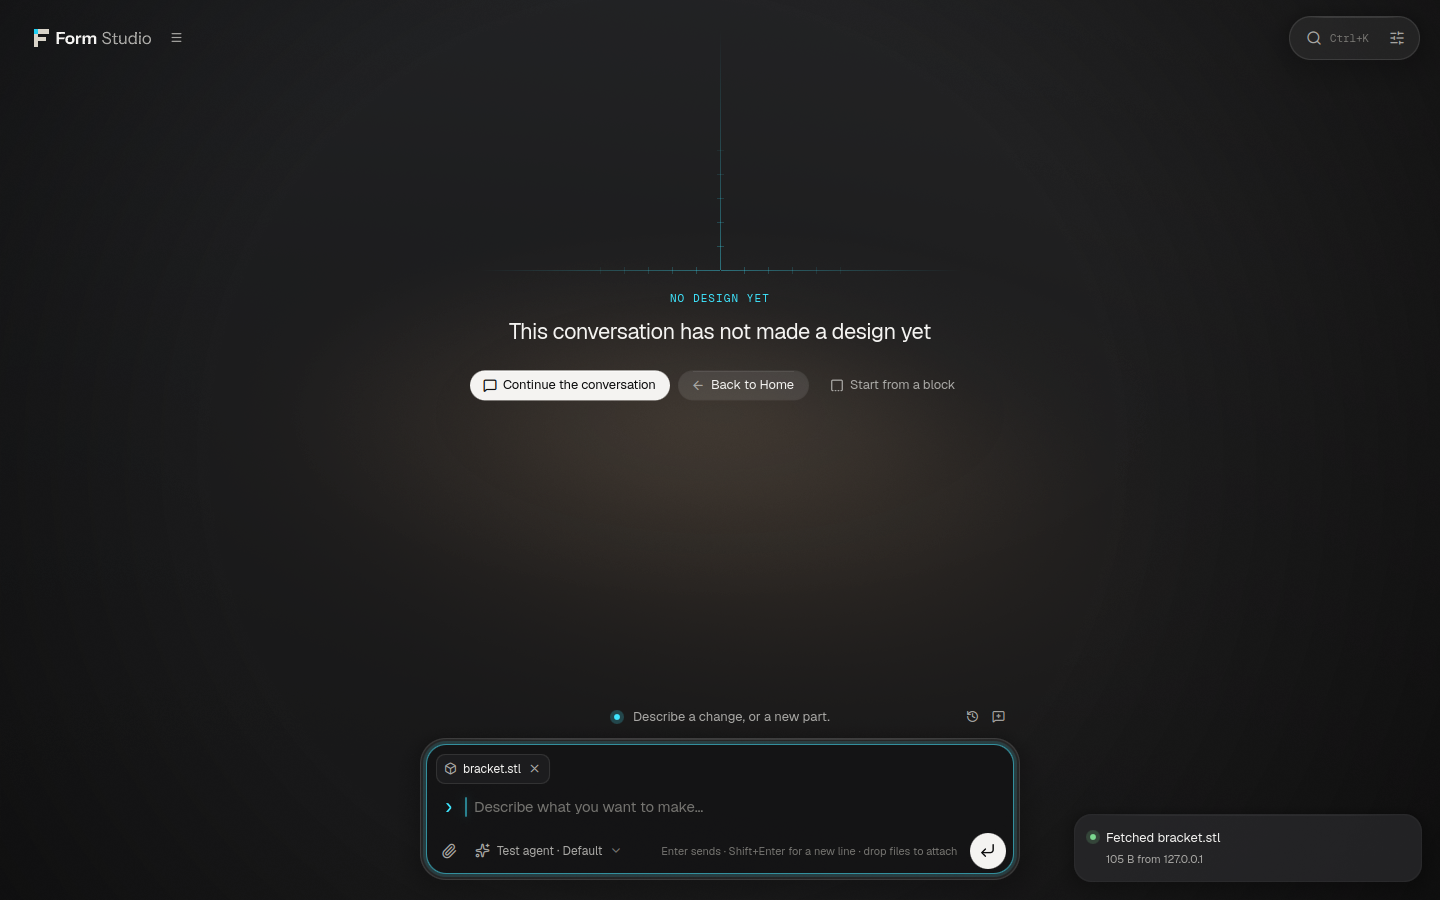 Form Studio
Ctrl+K
NO DESIGN YET
This conversation has not made a design yet
Continue the conversation
Back to Home
Start from a block
Describe a change, or a new part.
bracket.stl
Describe what you want to make...
Test agent · Default
Enter sends · Shift+Enter for a new line · drop files to attach
Fetched bracket.stl
105 B from 127.0.0.1